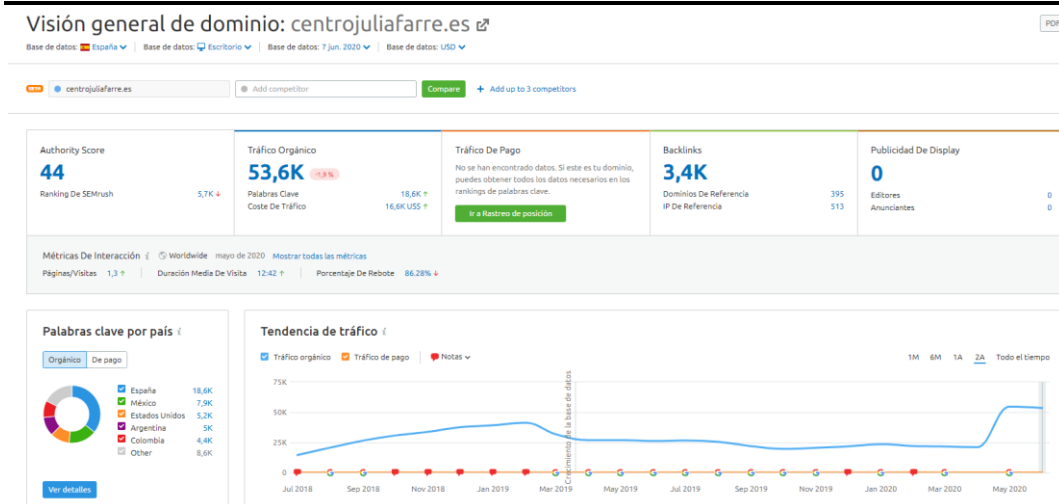 Visión general de dominio: centrojuliafarre.es
PDF
Base de datos: España Base de datos: Escritorio Base de datos: 7 jun. 2020 Base de datos: USD
NEW centrojuliafarre.es Add competitor Compare + Add up to 3 competitors
Authority Score
44
Ranking De SEMrush 5,7K
Tráfico Orgánico
53,6K -1,9 %
Palabras Clave 18,6K
Coste De Tráfico 16,6K US$
Tráfico De Pago
No se han encontrado datos. Si este es tu dominio,
puedes obtener todos los datos necesarios en los
rankings de palabras clave.
Ir a Rastreo de posición
Backlinks
3,4K
Dominios De Referencia 395
IP De Referencia 513
Publicidad De Display
0
Editores 0
Anunciantes 0
Métricas De Interacción i Worldwide mayo de 2020 Mostrar todas las métricas
Páginas/Visitas 1,3 Duración Media De Visita 12:42 Porcentaje De Rebote 86.28%
Palabras clave por país i
Orgánico De pago
España 18,6K
México 7,9K
Estados Unidos 5,2K
Argentina 5K
Colombia 4,4K
Other 8,6K
Ver detalles
Tendencia de tráfico i
Tráfico orgánico Tráfico de pago Notas 1M 6M 1A 2A Todo el tiempo
75K
50K
25K
0
Crecimiento de la base de datos
Jul 2018 Sep 2018 Nov 2018 Jan 2019 Mar 2019 May 2019 Jul 2019 Sep 2019 Nov 2019 Jan 2020 Mar 2020 May 2020